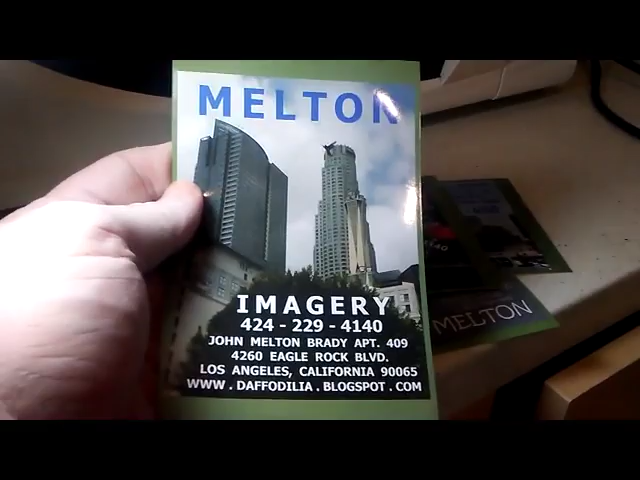 MELTON
IMAGERY
424 - 229 - 4140
JOHN MELTON BRADY APT. 409
4260 EAGLE ROCK BLVD.
LOS ANGELES, CALIFORNIA 90065
WWW . DAFFODILIA . BLOGSPOT . COM
MELTON